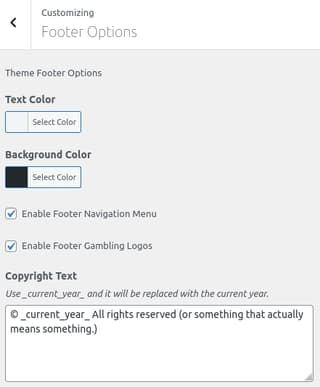 Customizing
Footer Options
Theme Footer Options
Text Color
Select Color
Background Color
Select Color
Enable Footer Navigation Menu
Enable Footer Gambling Logos
Copyright Text
Use _current_year_ and it will be replaced with the current year.
© _current_year_ All rights reserved (or something that actually
means something.)